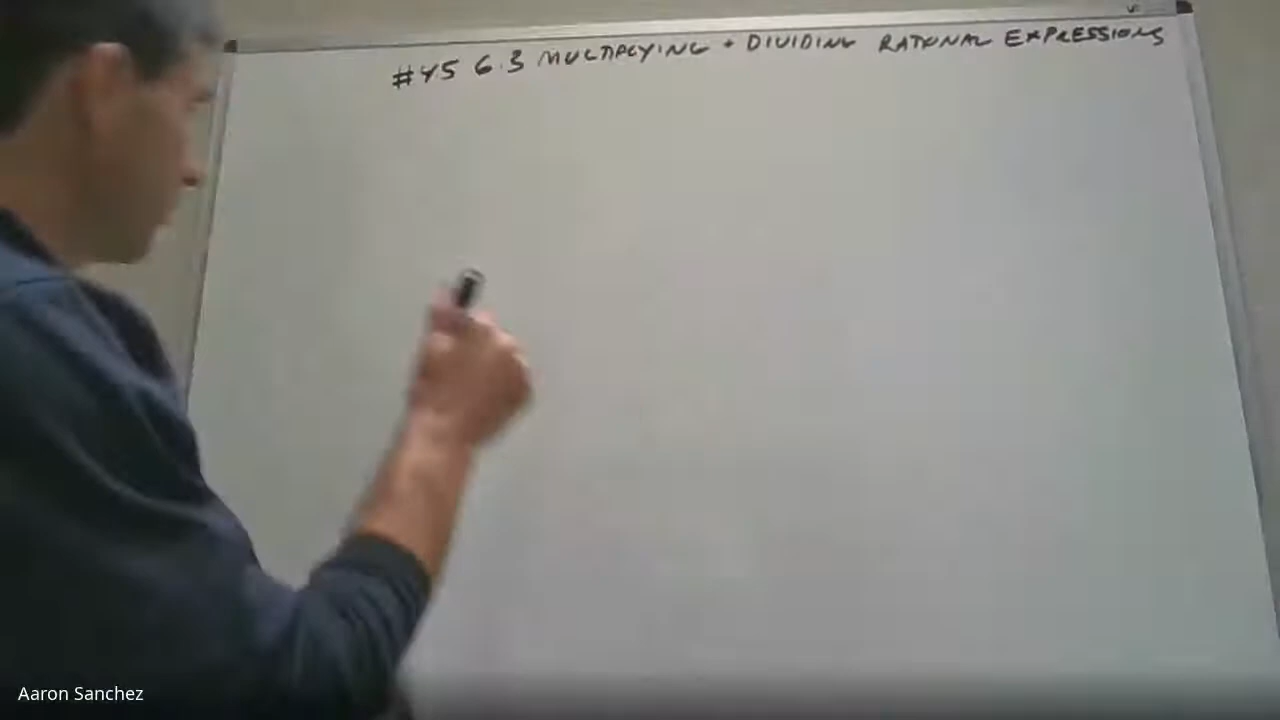 #45 6.3 MULTIPLYING + DIVIDING RATIONAL EXPRESSIONS
Aaron Sanchez